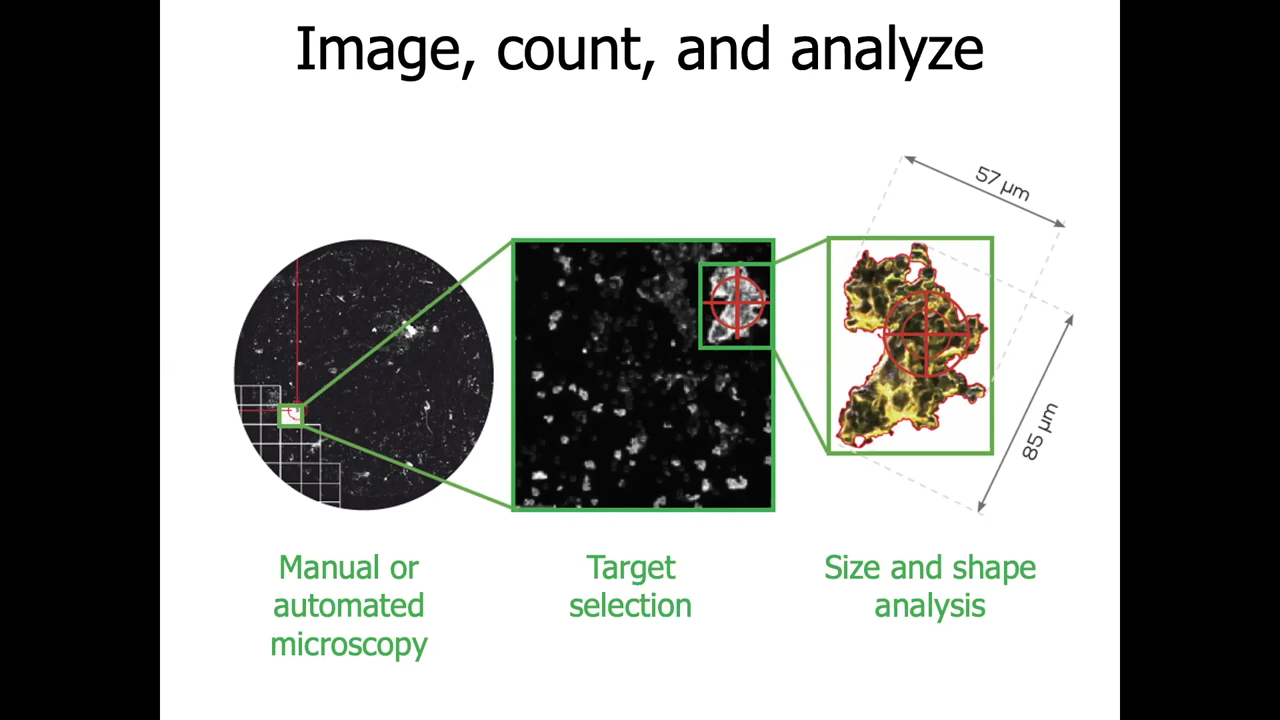 Image, count, and analyze
57 µm
85 µm
Manual or
automated
microscopy
Target
selection
Size and shape
analysis